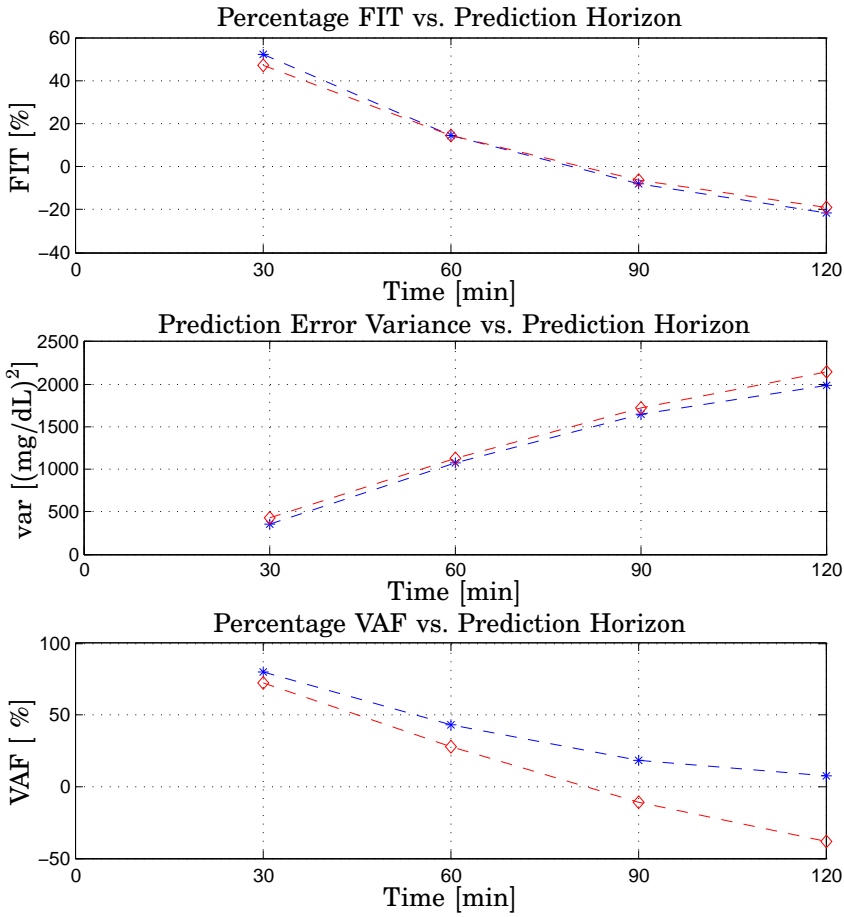 Percentage FIT vs. Prediction Horizon
60
40
20
0
−20
−40
FIT [%]
0 30 60 90 120
Time [min]
Prediction Error Variance vs. Prediction Horizon
2500
2000
1500
1000
500
0
var [(mg/dL)²]
0 30 60 90 120
Time [min]
Percentage VAF vs. Prediction Horizon
100
50
0
−50
VAF [ %]
0 30 60 90 120
Time [min]